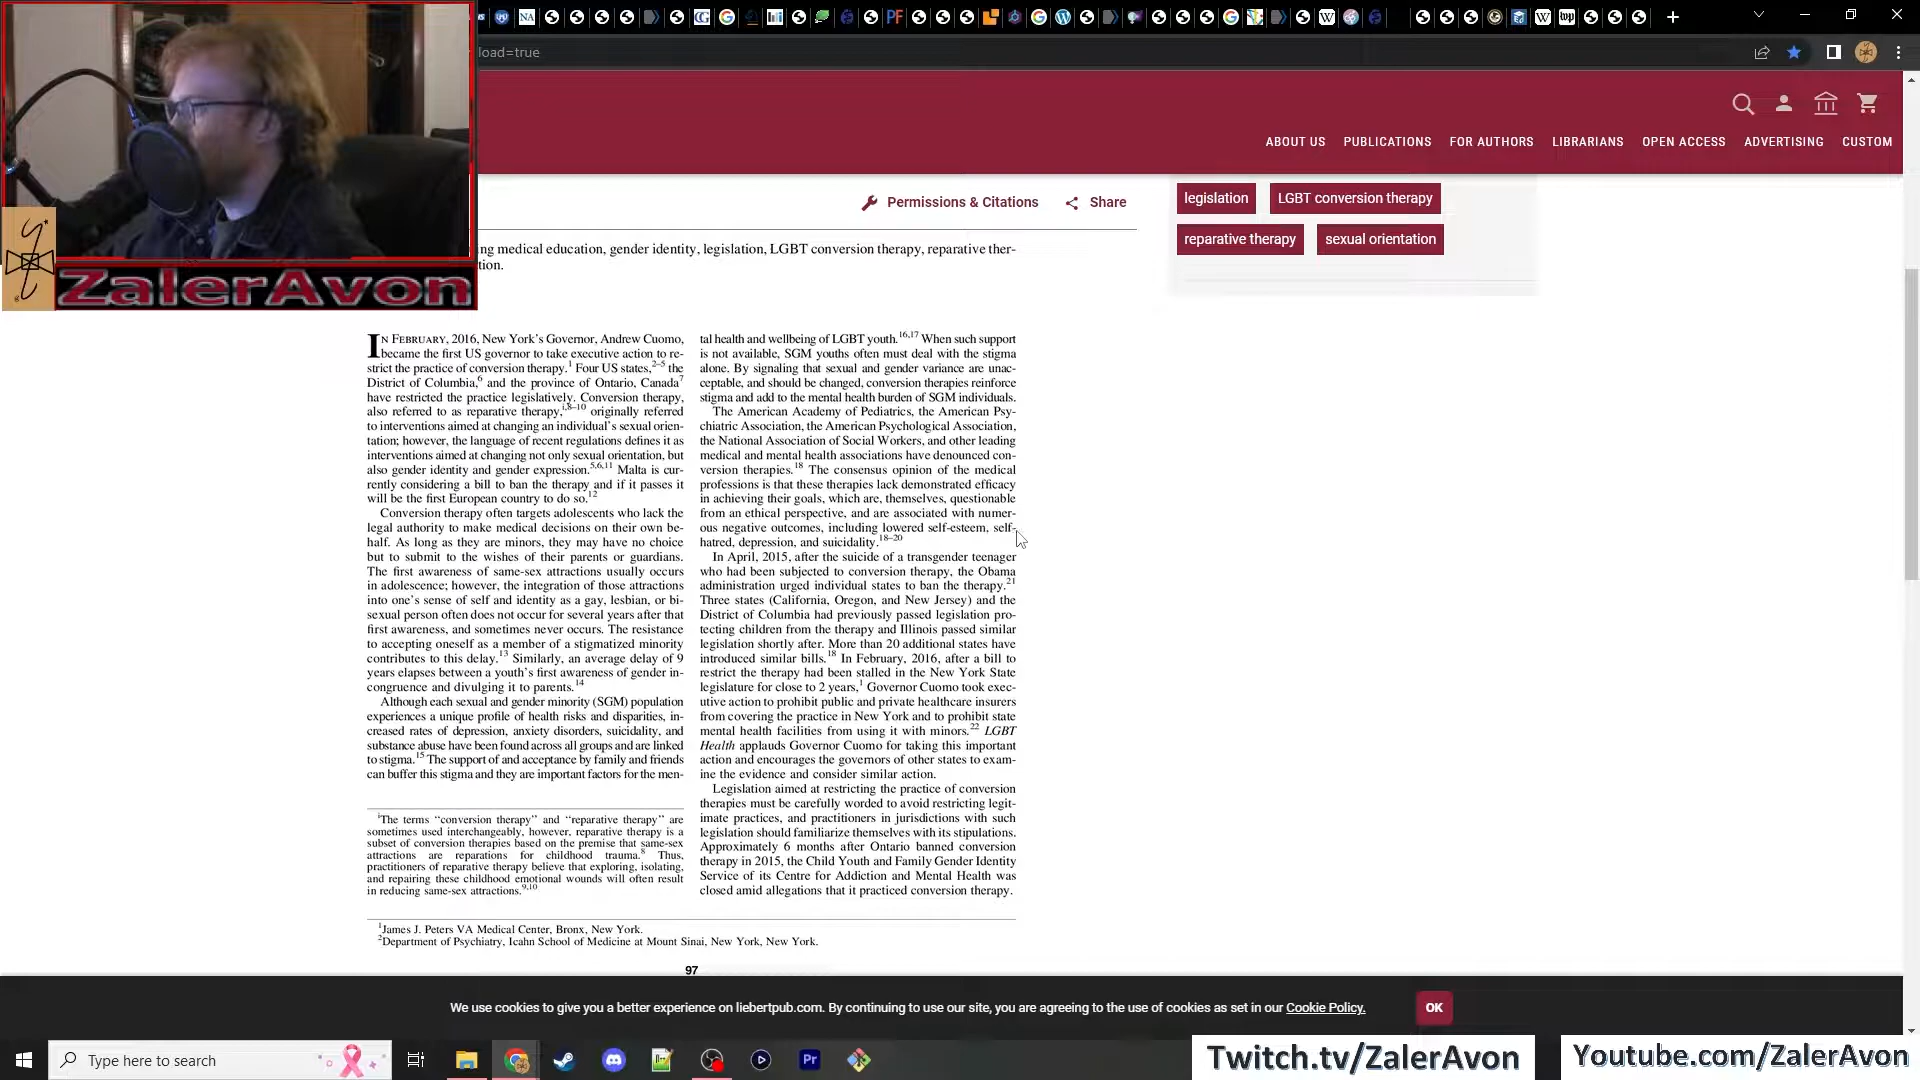 load=true
ABOUT US PUBLICATIONS FOR AUTHORS LIBRARIANS OPEN ACCESS ADVERTISING CUSTOM
Permissions & Citations Share
legislation LGBT conversion therapy
reparative therapy sexual orientation
ng medical education, gender identity, legislation, LGBT conversion therapy, reparative ther-
tion.
ZalerAvon
IN FEBRUARY, 2016, New York's Governor, Andrew Cuomo,
became the first US governor to take executive action to re-
strict the practice of conversion therapy.1 Four US states,2–5 the
District of Columbia,6 and the province of Ontario, Canada7
have restricted the practice legislatively. Conversion therapy,
also referred to as reparative therapy,i,8–10 originally referred
to interventions aimed at changing an individual's sexual orien-
tation; however, the language of recent regulations defines it as
interventions aimed at changing not only sexual orientation, but
also gender identity and gender expression.5,6,11 Malta is cur-
rently considering a bill to ban the therapy and if it passes it
will be the first European country to do so.12
Conversion therapy often targets adolescents who lack the
legal authority to make medical decisions on their own be-
half. As long as they are minors, they may have no choice
but to submit to the wishes of their parents or guardians.
The first awareness of same-sex attractions usually occurs
in adolescence; however, the integration of those attractions
into one's sense of self and identity as a gay, lesbian, or bi-
sexual person often does not occur for several years after that
first awareness, and sometimes never occurs. The resistance
to accepting oneself as a member of a stigmatized minority
contributes to this delay.13 Similarly, an average delay of 9
years elapses between a youth's first awareness of gender in-
congruence and divulging it to parents.14
Although each sexual and gender minority (SGM) population
experiences a unique profile of health risks and disparities, in-
creased rates of depression, anxiety disorders, suicidality, and
substance abuse have been found across all groups and are linked
to stigma.15 The support of and acceptance by family and friends
can buffer this stigma and they are important factors for the men-
iThe terms "conversion therapy" and "reparative therapy" are
sometimes used interchangeably, however, reparative therapy is a
subset of conversion therapies based on the premise that same-sex
attractions are reparations for childhood trauma.8 Thus,
practitioners of reparative therapy believe that exploring, isolating,
and repairing these childhood emotional wounds will often result
in reducing same-sex attractions.9,10
tal health and wellbeing of LGBT youth.16,17 When such support
is not available, SGM youths often must deal with the stigma
alone. By signaling that sexual and gender variance are unac-
ceptable, and should be changed, conversion therapies reinforce
stigma and add to the mental health burden of SGM individuals.
The American Academy of Pediatrics, the American Psy-
chiatric Association, the American Psychological Association,
the National Association of Social Workers, and other leading
medical and mental health associations have denounced con-
version therapies.18 The consensus opinion of the medical
professions is that these therapies lack demonstrated efficacy
in achieving their goals, which are, themselves, questionable
from an ethical perspective, and are associated with numer-
ous negative outcomes, including lowered self-esteem, self-
hatred, depression, and suicidality.18–20
In April, 2015, after the suicide of a transgender teenager
who had been subjected to conversion therapy, the Obama
administration urged individual states to ban the therapy.21
Three states (California, Oregon, and New Jersey) and the
District of Columbia had previously passed legislation pro-
tecting children from the therapy and Illinois passed similar
legislation shortly after. More than 20 additional states have
introduced similar bills.18 In February, 2016, after a bill to
restrict the therapy had been stalled in the New York State
legislature for close to 2 years,1 Governor Cuomo took exec-
utive action to prohibit public and private healthcare insurers
from covering the practice in New York and to prohibit state
mental health facilities from using it with minors.22 LGBT
Health applauds Governor Cuomo for taking this important
action and encourages the governors of other states to exam-
ine the evidence and consider similar action.
Legislation aimed at restricting the practice of conversion
therapies must be carefully worded to avoid restricting legit-
imate practices, and practitioners in jurisdictions with such
legislation should familiarize themselves with its stipulations.
Approximately 6 months after Ontario banned conversion
therapy in 2015, the Child Youth and Family Gender Identity
Service of its Centre for Addiction and Mental Health was
closed amid allegations that it practiced conversion therapy.
1James J. Peters VA Medical Center, Bronx, New York.
2Department of Psychiatry, Icahn School of Medicine at Mount Sinai, New York, New York.
97
We use cookies to give you a better experience on liebertpub.com. By continuing to use our site, you are agreeing to the use of cookies as set in our Cookie Policy. OK
Type here to search
Twitch.tv/ZalerAvon Youtube.com/ZalerAvon